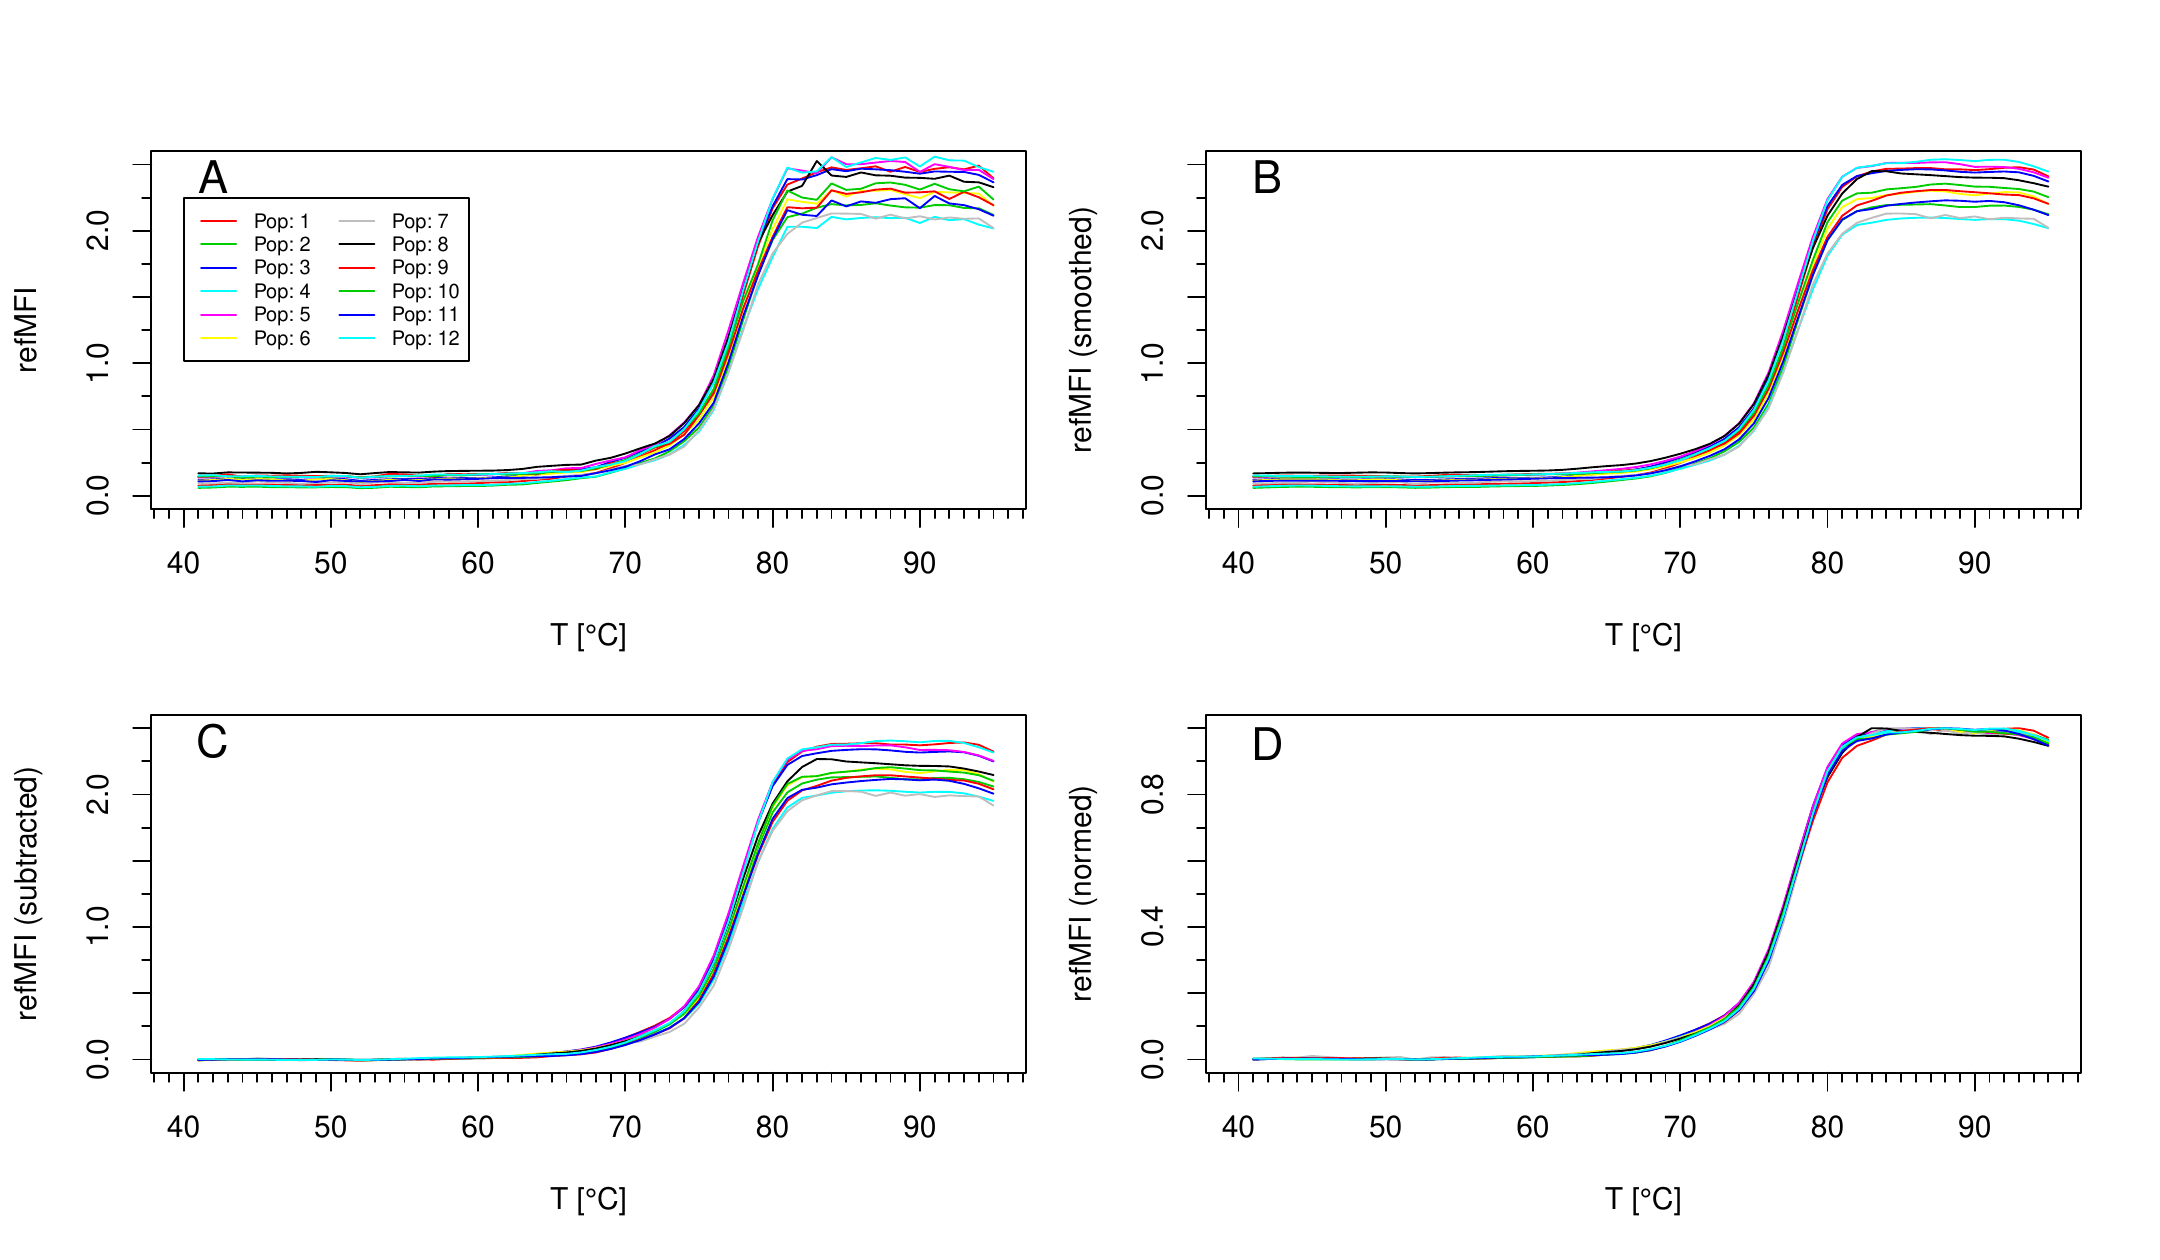 A
refMFI
0.0 1.0 2.0
Pop: 1 Pop: 7
Pop: 2 Pop: 8
Pop: 3 Pop: 9
Pop: 4 Pop: 10
Pop: 5 Pop: 11
Pop: 6 Pop: 12
40 50 60 70 80 90
T [°C]
B
refMFI (smoothed)
0.0 1.0 2.0
40 50 60 70 80 90
T [°C]
C
refMFI (subtracted)
0.0 1.0 2.0
40 50 60 70 80 90
T [°C]
D
refMFI (normed)
0.0 0.4 0.8
40 50 60 70 80 90
T [°C]